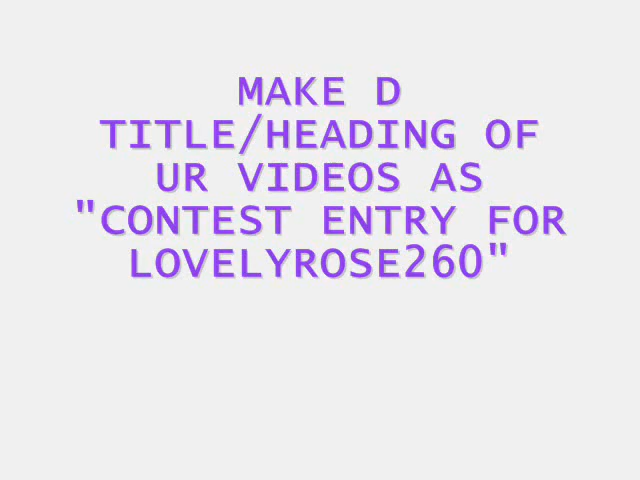 MAKE D
TITLE/HEADING OF
UR VIDEOS AS
"CONTEST ENTRY FOR
LOVELYROSE260"